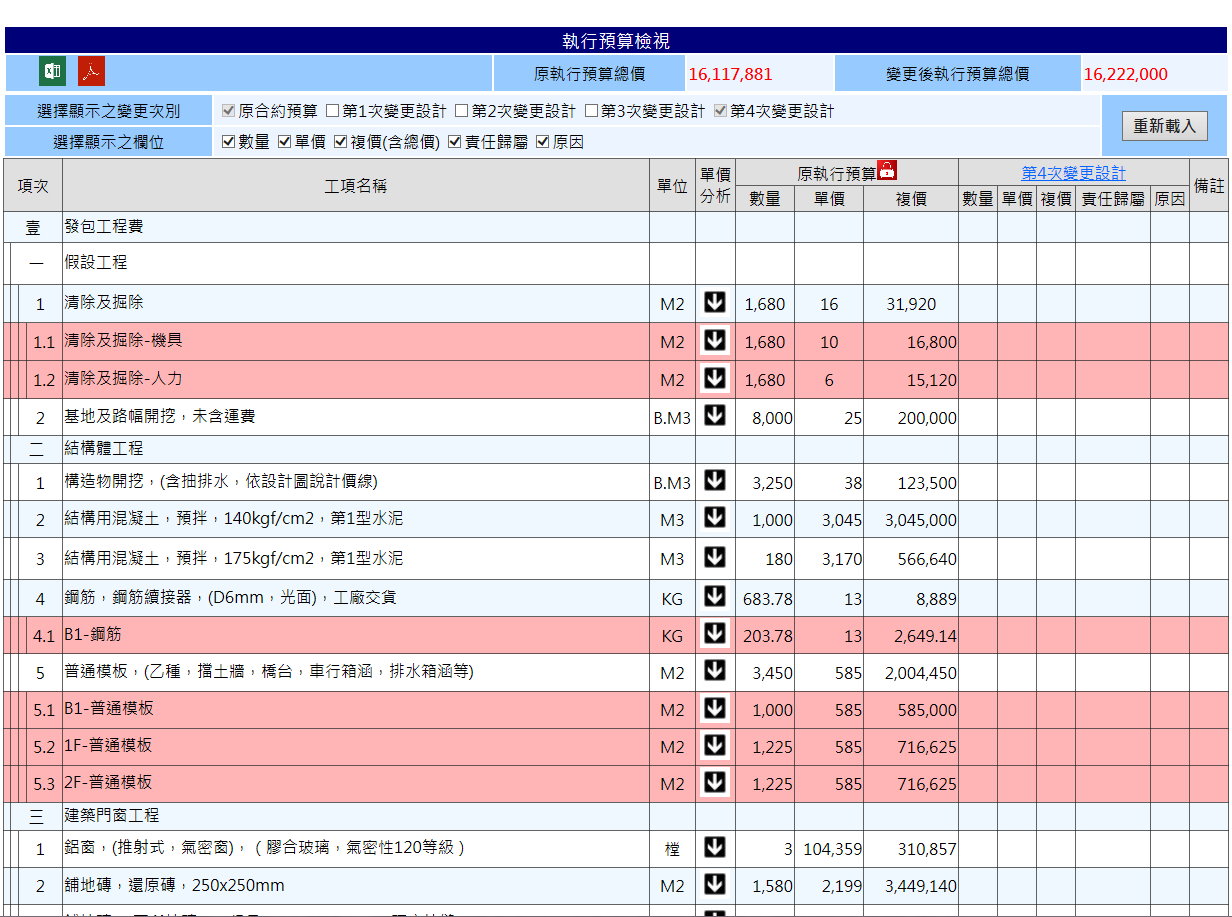 執行預算檢視
原執行預算總價 16,117,881 變更後執行預算總價 16,222,000
選擇顯示之變更次別 原合約預算 第1次變更設計 第2次變更設計 第3次變更設計 第4次變更設計
重新載入
選擇顯示之欄位 數量 單價 複價(含總價) 責任歸屬 原因
項次 工項名稱 單位 單價分析 原執行預算 第4次變更設計 備註
數量 單價 複價 數量 單價 複價 責任歸屬 原因
壹 發包工程費
一 假設工程
1 清除及掘除 M2 1,680 16 31,920
1.1 清除及掘除-機具 M2 1,680 10 16,800
1.2 清除及掘除-人力 M2 1,680 6 15,120
2 基地及路幅開挖，未含運費 B.M3 8,000 25 200,000
二 結構體工程
1 構造物開挖，(含抽排水，依設計圖說計價線) B.M3 3,250 38 123,500
2 結構用混凝土，預拌，140kgf/cm2，第1型水泥 M3 1,000 3,045 3,045,000
3 結構用混凝土，預拌，175kgf/cm2，第1型水泥 M3 180 3,170 566,640
4 鋼筋，鋼筋續接器，(D6mm，光面)，工廠交貨 KG 683.78 13 8,889
4.1 B1-鋼筋 KG 203.78 13 2,649.14
5 普通模板，(乙種，擋土牆，橋台，車行箱涵，排水箱涵等) M2 3,450 585 2,004,450
5.1 B1-普通模板 M2 1,000 585 585,000
5.2 1F-普通模板 M2 1,225 585 716,625
5.3 2F-普通模板 M2 1,225 585 716,625
三 建築門窗工程
1 鋁窗，(推射式，氣密窗)，（膠合玻璃，氣密性120等級） 樘 3 104,359 310,857
2 舖地磚，還原磚，250x250mm M2 1,580 2,199 3,449,140